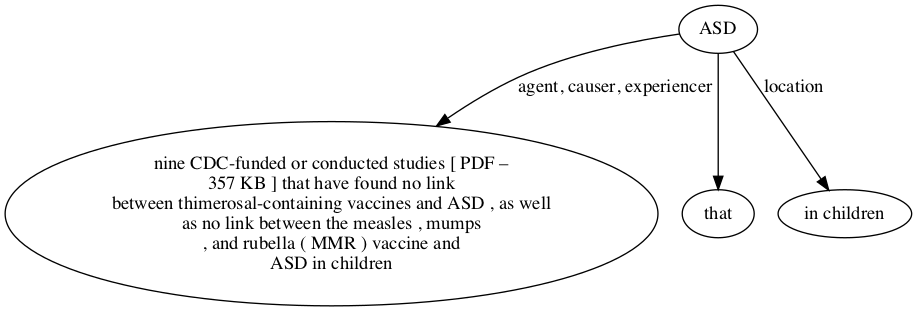 ASD
agent, causer, experiencer
location
nine CDC-funded or conducted studies [ PDF –
357 KB ] that have found no link
between thimerosal-containing vaccines and ASD , as well
as no link between the measles , mumps
, and rubella ( MMR ) vaccine and
ASD in children
that
in children